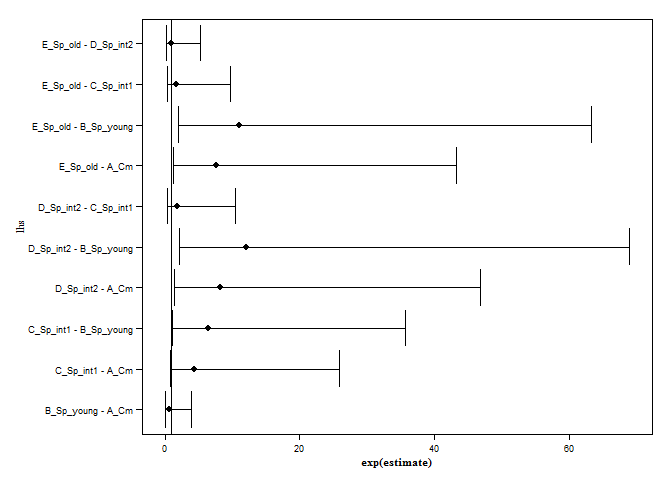 E_Sp_old - D_Sp_int2
E_Sp_old - C_Sp_int1
E_Sp_old - B_Sp_young
E_Sp_old - A_Cm
D_Sp_int2 - C_Sp_int1
D_Sp_int2 - B_Sp_young
D_Sp_int2 - A_Cm
C_Sp_int1 - B_Sp_young
C_Sp_int1 - A_Cm
B_Sp_young - A_Cm
lhs
0 20 40 60
exp(estimate)